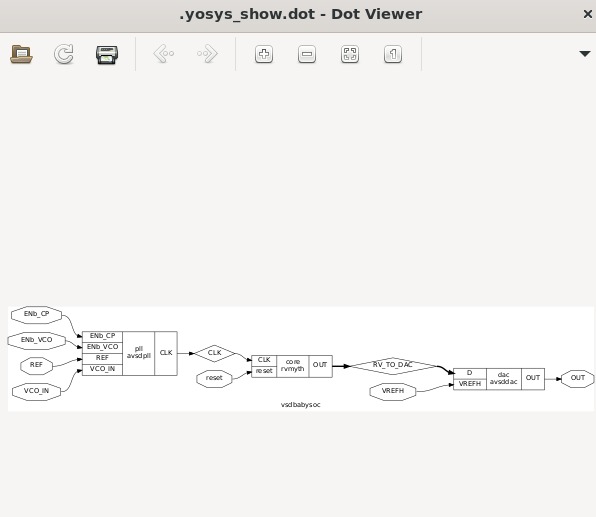 .yosys_show.dot - Dot Viewer
ENb_CP
ENb_VCO
REF
VCO_IN
ENb_CP
ENb_VCO
REF
VCO_IN
pll
avsdpll
CLK
CLK
reset
CLK
reset
core
rvmyth
OUT
RV_TO_DAC
VREFH
D
VREFH
dac
avsddac
OUT
OUT
vsdbabysoc